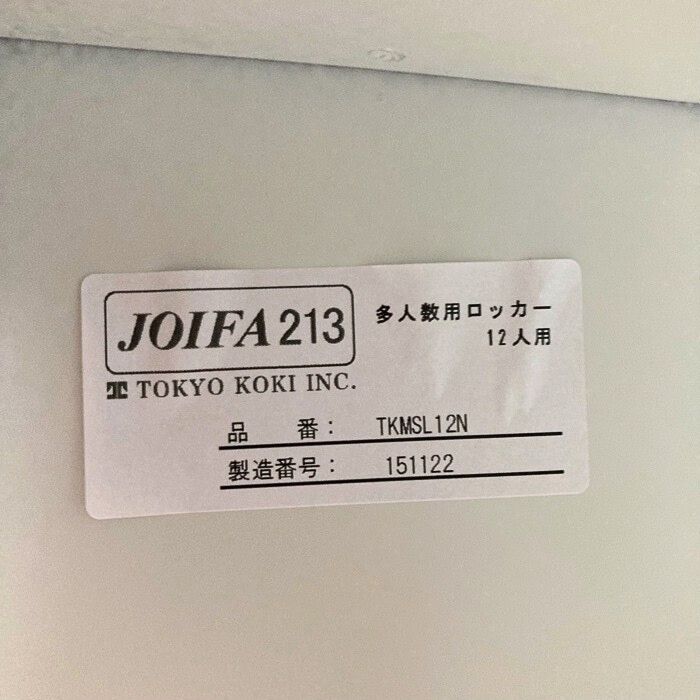 JOIFA 213
多人数用ロッカー
12人用
TOKYO KOKI INC.
品　　番： TKMSL12N
製造番号： 151122